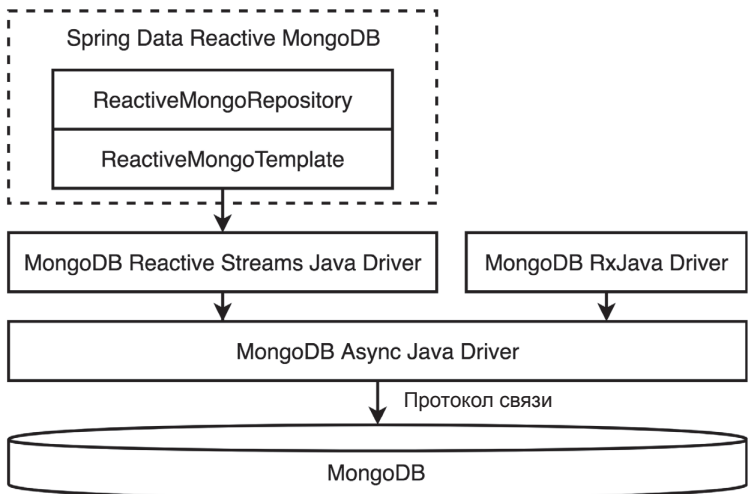 Spring Data Reactive MongoDB
ReactiveMongoRepository
ReactiveMongoTemplate
MongoDB Reactive Streams Java Driver
MongoDB RxJava Driver
MongoDB Async Java Driver
Протокол связи
MongoDB